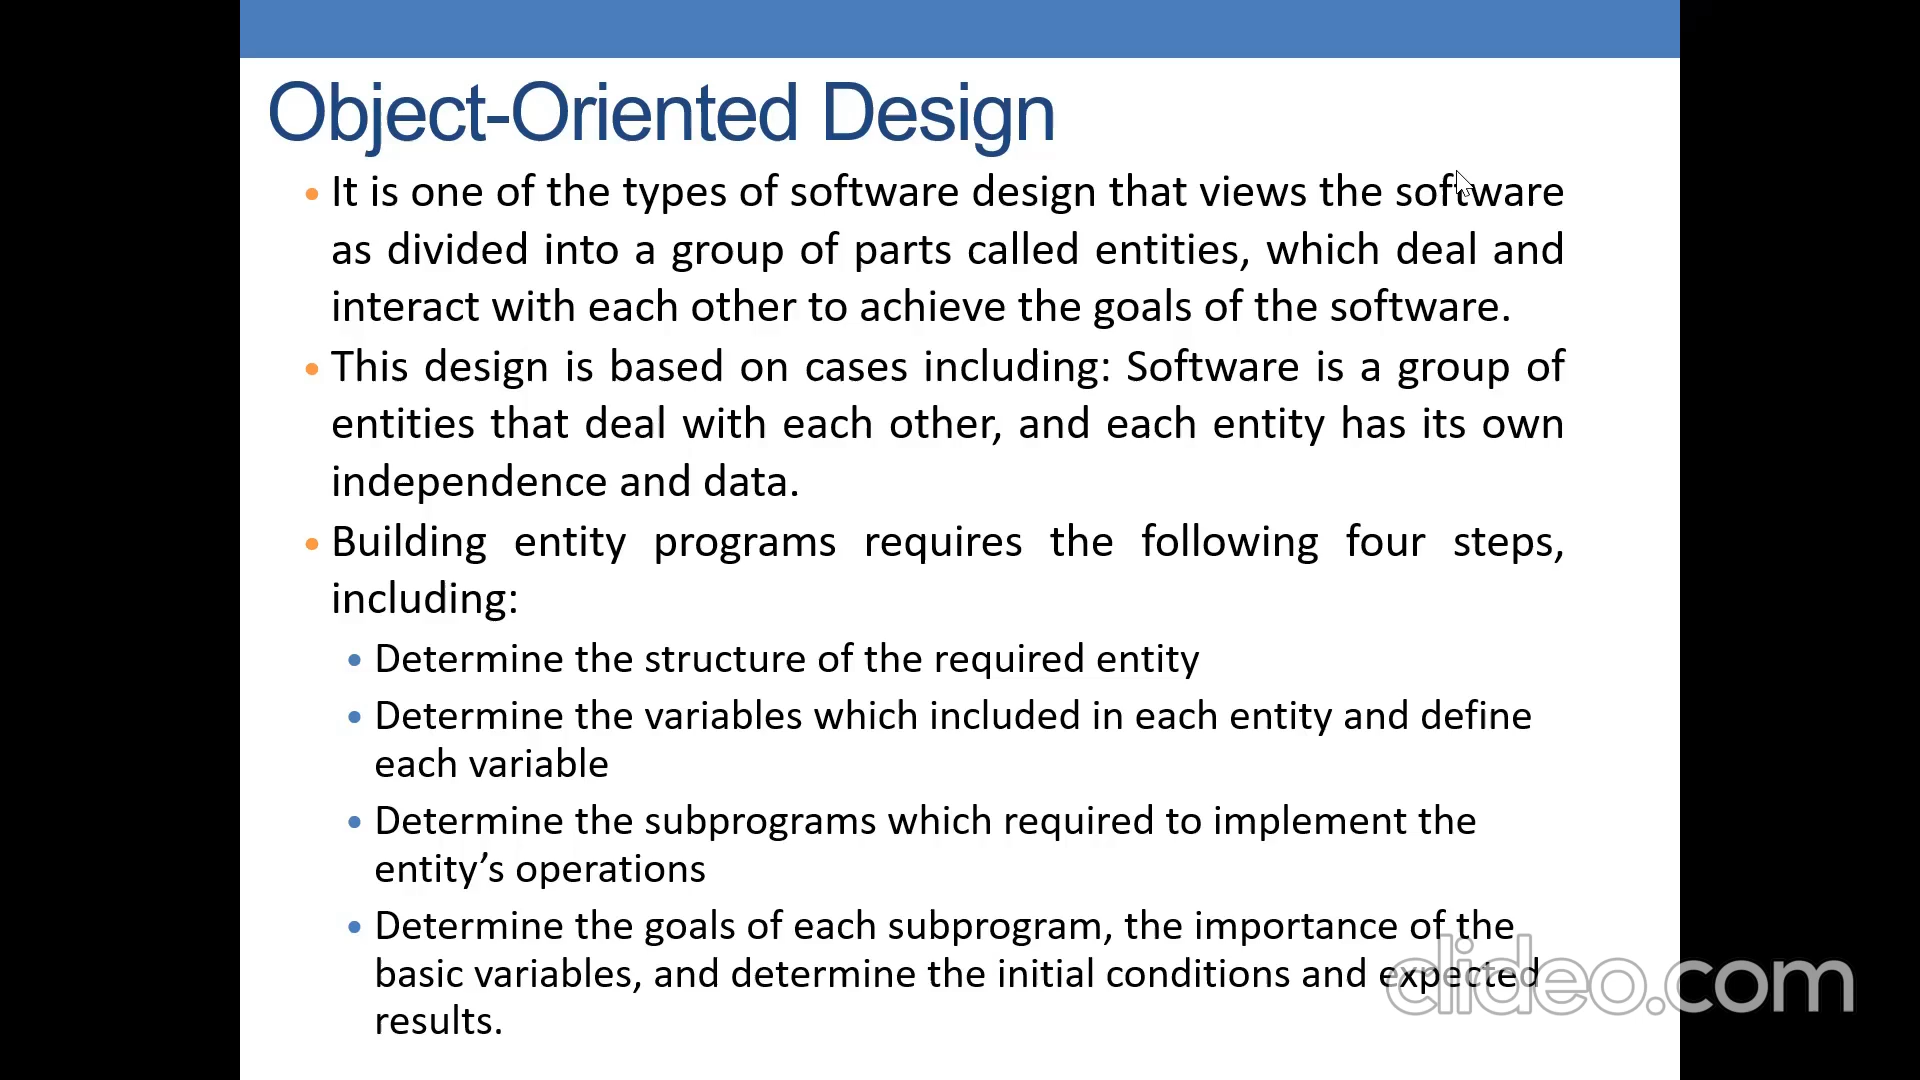 Object-Oriented Design
• It is one of the types of software design that views the software
as divided into a group of parts called entities, which deal and
interact with each other to achieve the goals of the software.
• This design is based on cases including: Software is a group of
entities that deal with each other, and each entity has its own
independence and data.
• Building entity programs requires the following four steps,
including:
• Determine the structure of the required entity
• Determine the variables which included in each entity and define
each variable
• Determine the subprograms which required to implement the
entity’s operations
• Determine the goals of each subprogram, the importance of the
basic variables, and determine the initial conditions and expected
results.
clideo.com